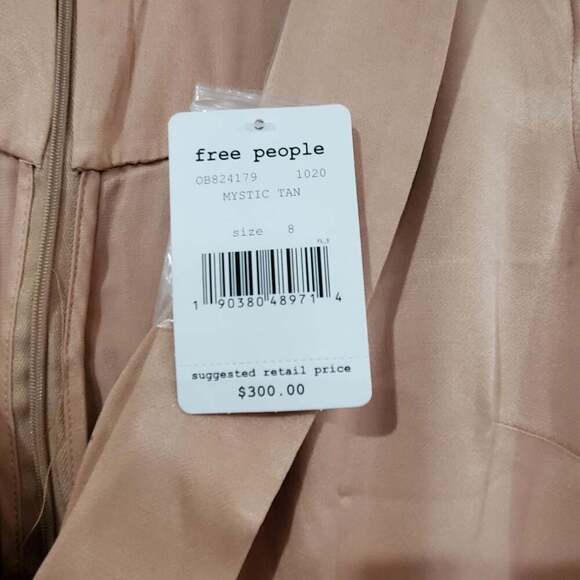 free people
OB824179 1020
MYSTIC TAN
size 8
1 90380 48971 4
suggested retail price
$300.00